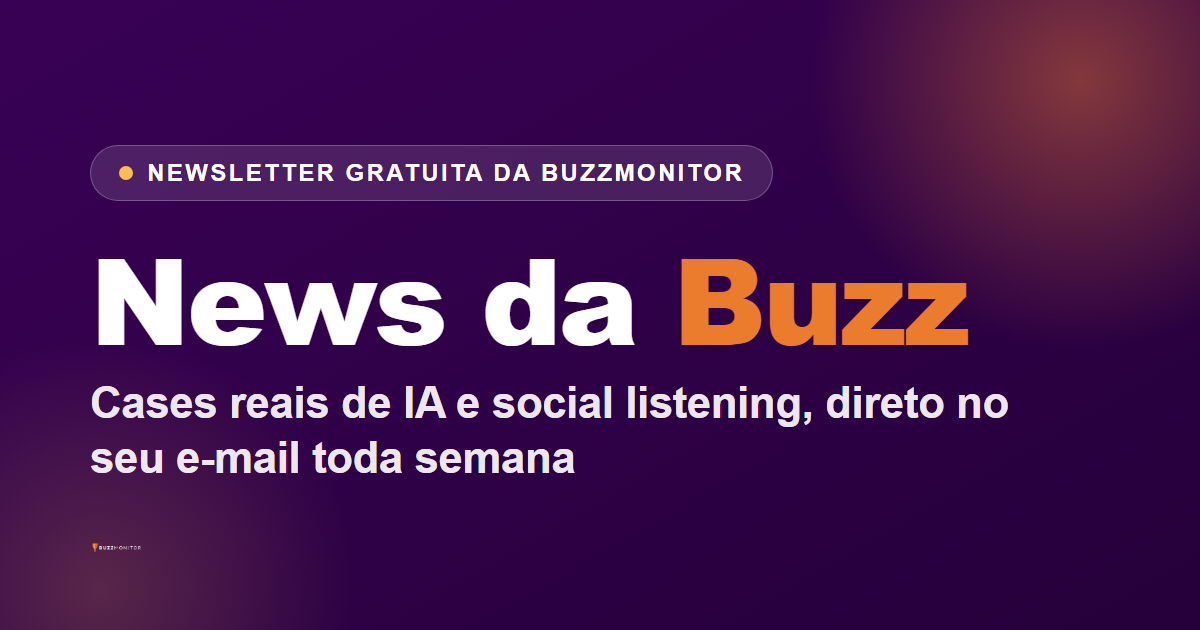 NEWSLETTER GRATUITA DA BUZZMONITOR
News da Buzz
Cases reais de IA e social listening, direto no
seu e-mail toda semana
BUZZMONITOR